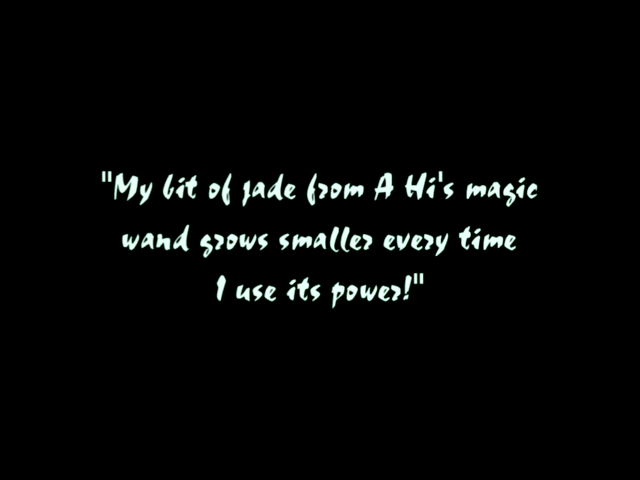 "My bit of jade from A Hi's magic
wand grows smaller every time
I use its power!"